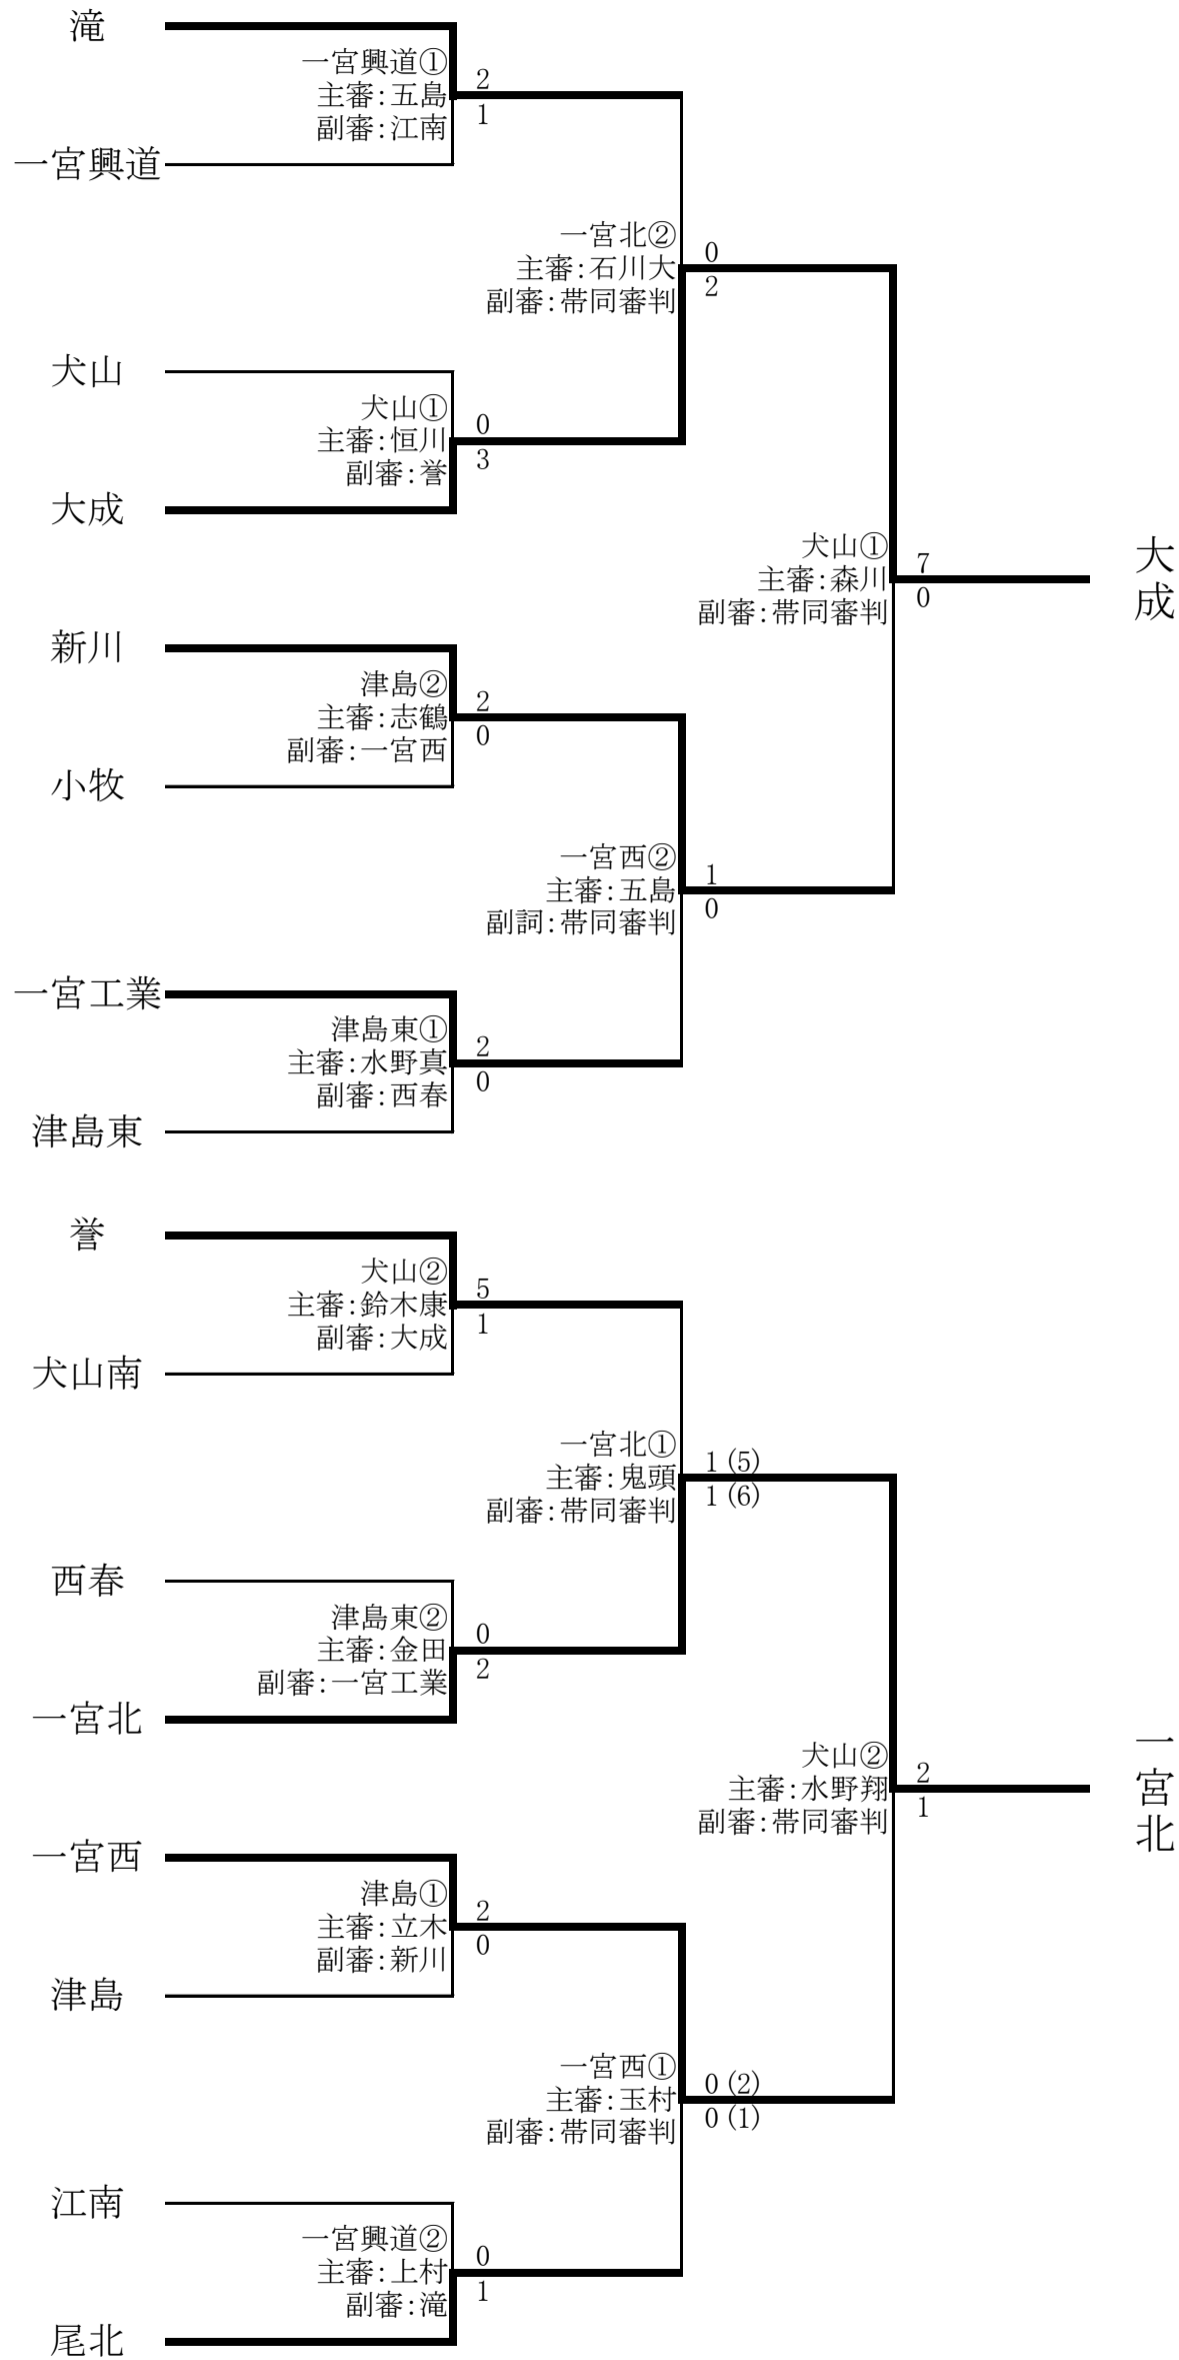 滝
一宮興道①
主審:五島
副審:江南
2
1
一宮興道
一宮北②
主審:石川大
副審:帯同審判
0
2
犬山
犬山①
主審:恒川
副審:誉
0
3
大成
犬山①
主審:森川
副審:帯同審判
7
0
大成
新川
津島②
主審:志鶴
副審:一宮西
2
0
小牧
一宮西②
主審:五島
副詞:帯同審判
1
0
一宮工業
津島東①
主審:水野真
副審:西春
2
0
津島東
誉
犬山②
主審:鈴木康
副審:大成
5
1
犬山南
一宮北①
主審:鬼頭
副審:帯同審判
1 (5)
1 (6)
西春
津島東②
主審:金田
副審:一宮工業
0
2
一宮北
犬山②
主審:水野翔
副審:帯同審判
2
1
一宮北
一宮西
津島①
主審:立木
副審:新川
2
0
津島
一宮西①
主審:玉村
副審:帯同審判
0 (2)
0 (1)
江南
一宮興道②
主審:上村
副審:滝
0
1
尾北